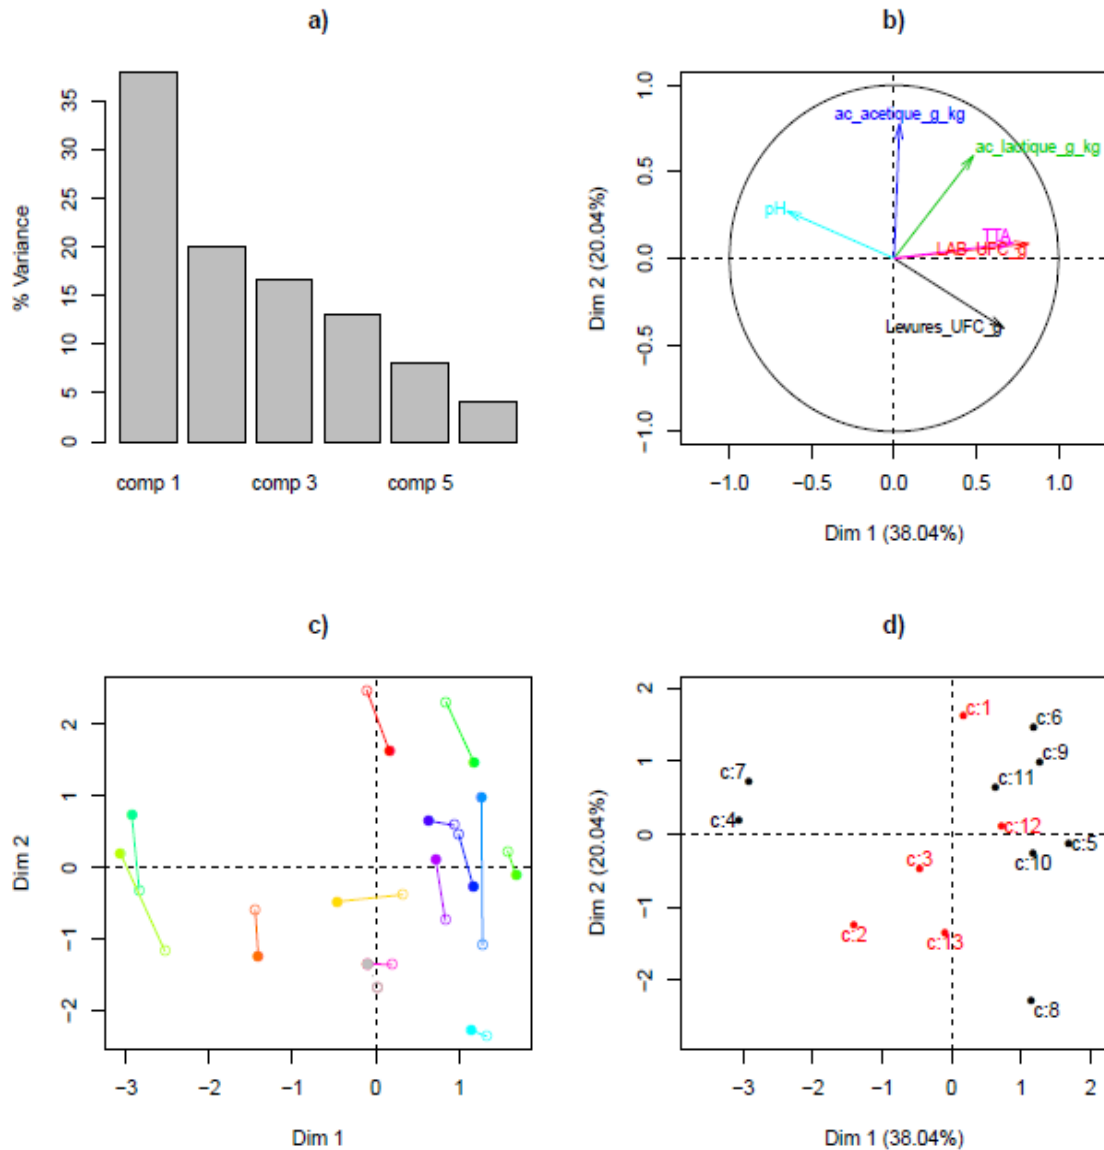 a)
% Variance
35
30
25
20
15
10
5
0
comp 1 comp 3 comp 5
b)
Dim 2 (20.04%)
1.0
0.5
0.0
−0.5
−1.0
ac_acetique_g_kg
ac_lactique_g_kg
pH
TTA
LAB_UFC_g
Levures_UFC_g
−1.0 −0.5 0.0 0.5 1.0
Dim 1 (38.04%)
c)
Dim 2
2
1
0
−1
−2
−3 −2 −1 0 1
Dim 1
d)
Dim 2 (20.04%)
2
1
0
−1
−2
c:1
c:6
c:9
c:7
c:11
c:4
c:12
c:5
c:10
c:3
c:2
c:13
c:8
−3 −2 −1 0 1 2
Dim 1 (38.04%)